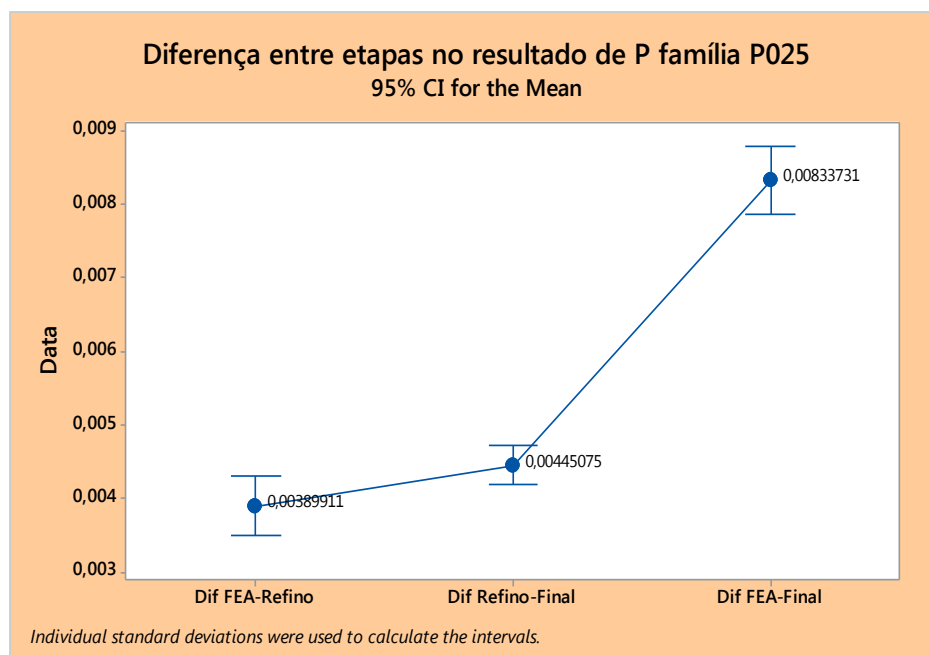 Diferença entre etapas no resultado de P família P025
95% CI for the Mean
0,009
0,008
0,007
0,006
0,005
0,004
0,003
Data
0,00389911
0,00445075
0,00833731
Dif FEA-Refino
Dif Refino-Final
Dif FEA-Final
Individual standard deviations were used to calculate the intervals.